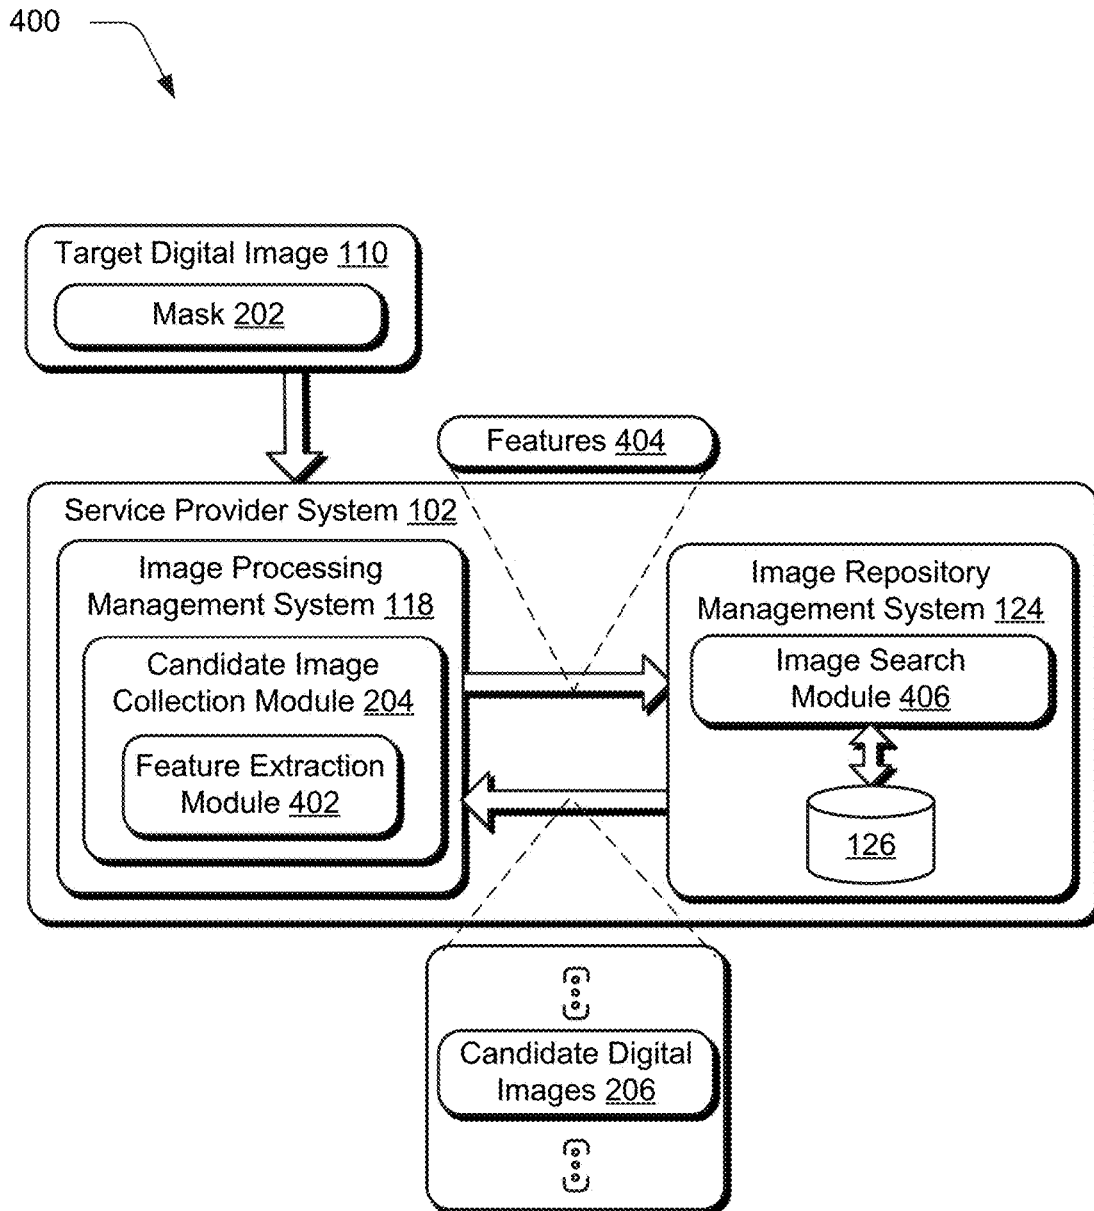 400
Target Digital Image 110
Mask 202
Features 404
Service Provider System 102
Image Processing
Management System 118
Candidate Image
Collection Module 204
Feature Extraction
Module 402
Image Repository
Management System 124
Image Search
Module 406
126
Candidate Digital
Images 206